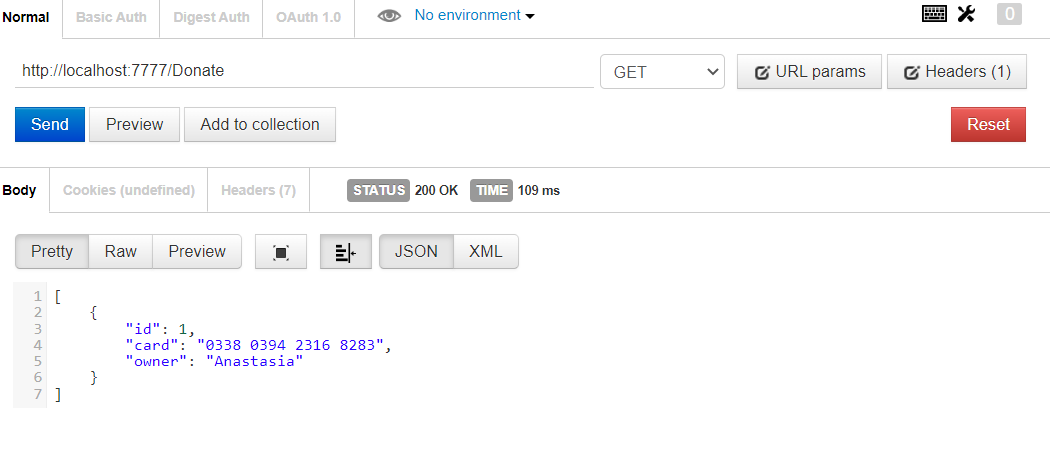 Normal Basic Auth Digest Auth OAuth 1.0 No environment 0
http://localhost:7777/Donate GET URL params Headers (1)
Send Preview Add to collection Reset
Body Cookies (undefined) Headers (7) STATUS 200 OK TIME 109 ms
Pretty Raw Preview JSON XML
1 [
2 {
3 "id": 1,
4 "card": "0338 0394 2316 8283",
5 "owner": "Anastasia"
6 }
7 ]